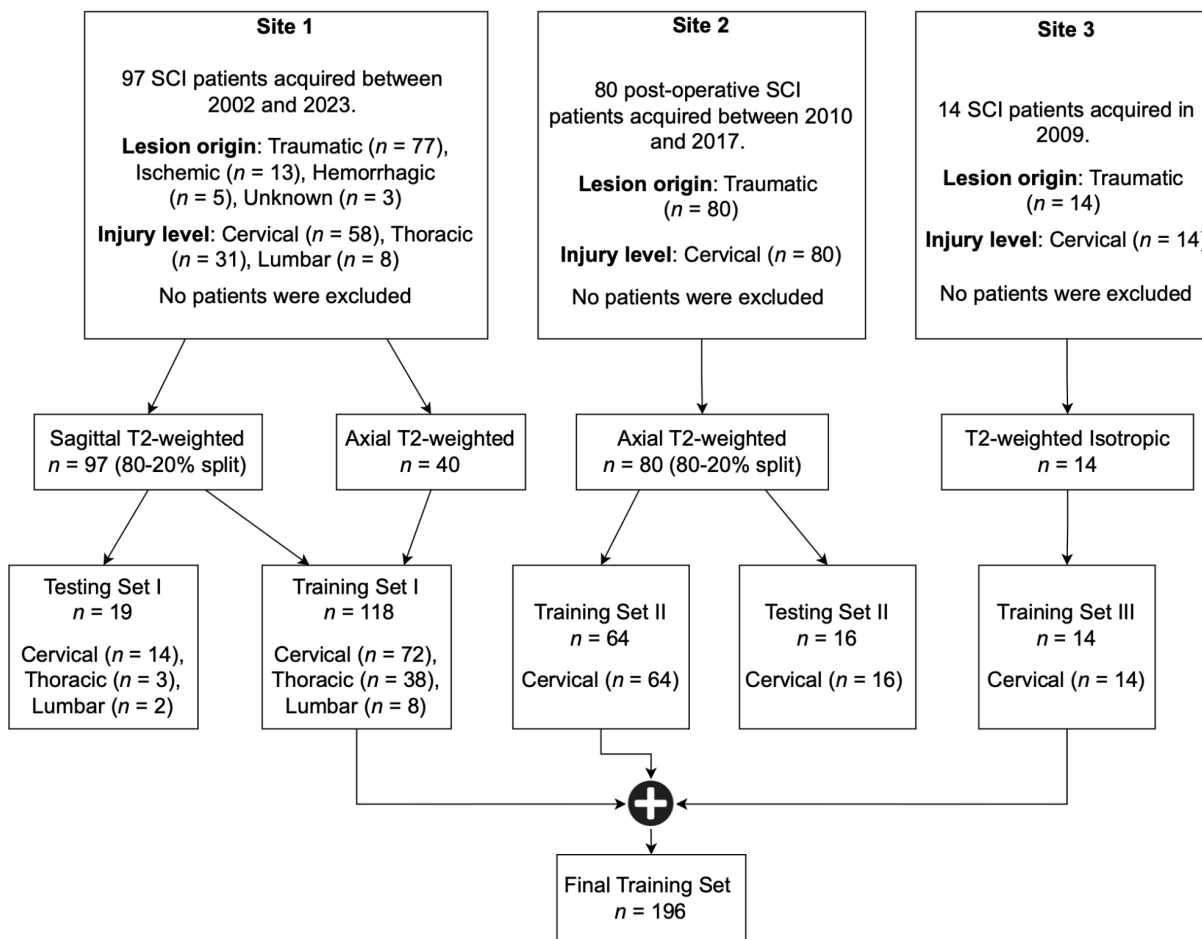 Site 1
97 SCI patients acquired between
2002 and 2023.
Lesion origin: Traumatic (n = 77),
Ischemic (n = 13), Hemorrhagic
(n = 5), Unknown (n = 3)
Injury level: Cervical (n = 58), Thoracic
(n = 31), Lumbar (n = 8)
No patients were excluded
Site 2
80 post-operative SCI
patients acquired between 2010
and 2017.
Lesion origin: Traumatic
(n = 80)
Injury level: Cervical (n = 80)
No patients were excluded
Site 3
14 SCI patients acquired in
2009.
Lesion origin: Traumatic
(n = 14)
Injury level: Cervical (n = 14)
No patients were excluded
Sagittal T2-weighted
n = 97 (80-20% split)
Axial T2-weighted
n = 40
Axial T2-weighted
n = 80 (80-20% split)
T2-weighted Isotropic
n = 14
Testing Set I
n = 19
Cervical (n = 14),
Thoracic (n = 3),
Lumbar (n = 2)
Training Set I
n = 118
Cervical (n = 72),
Thoracic (n = 38),
Lumbar (n = 8)
Training Set II
n = 64
Cervical (n = 64)
Testing Set II
n = 16
Cervical (n = 16)
Training Set III
n = 14
Cervical (n = 14)
Final Training Set
n = 196